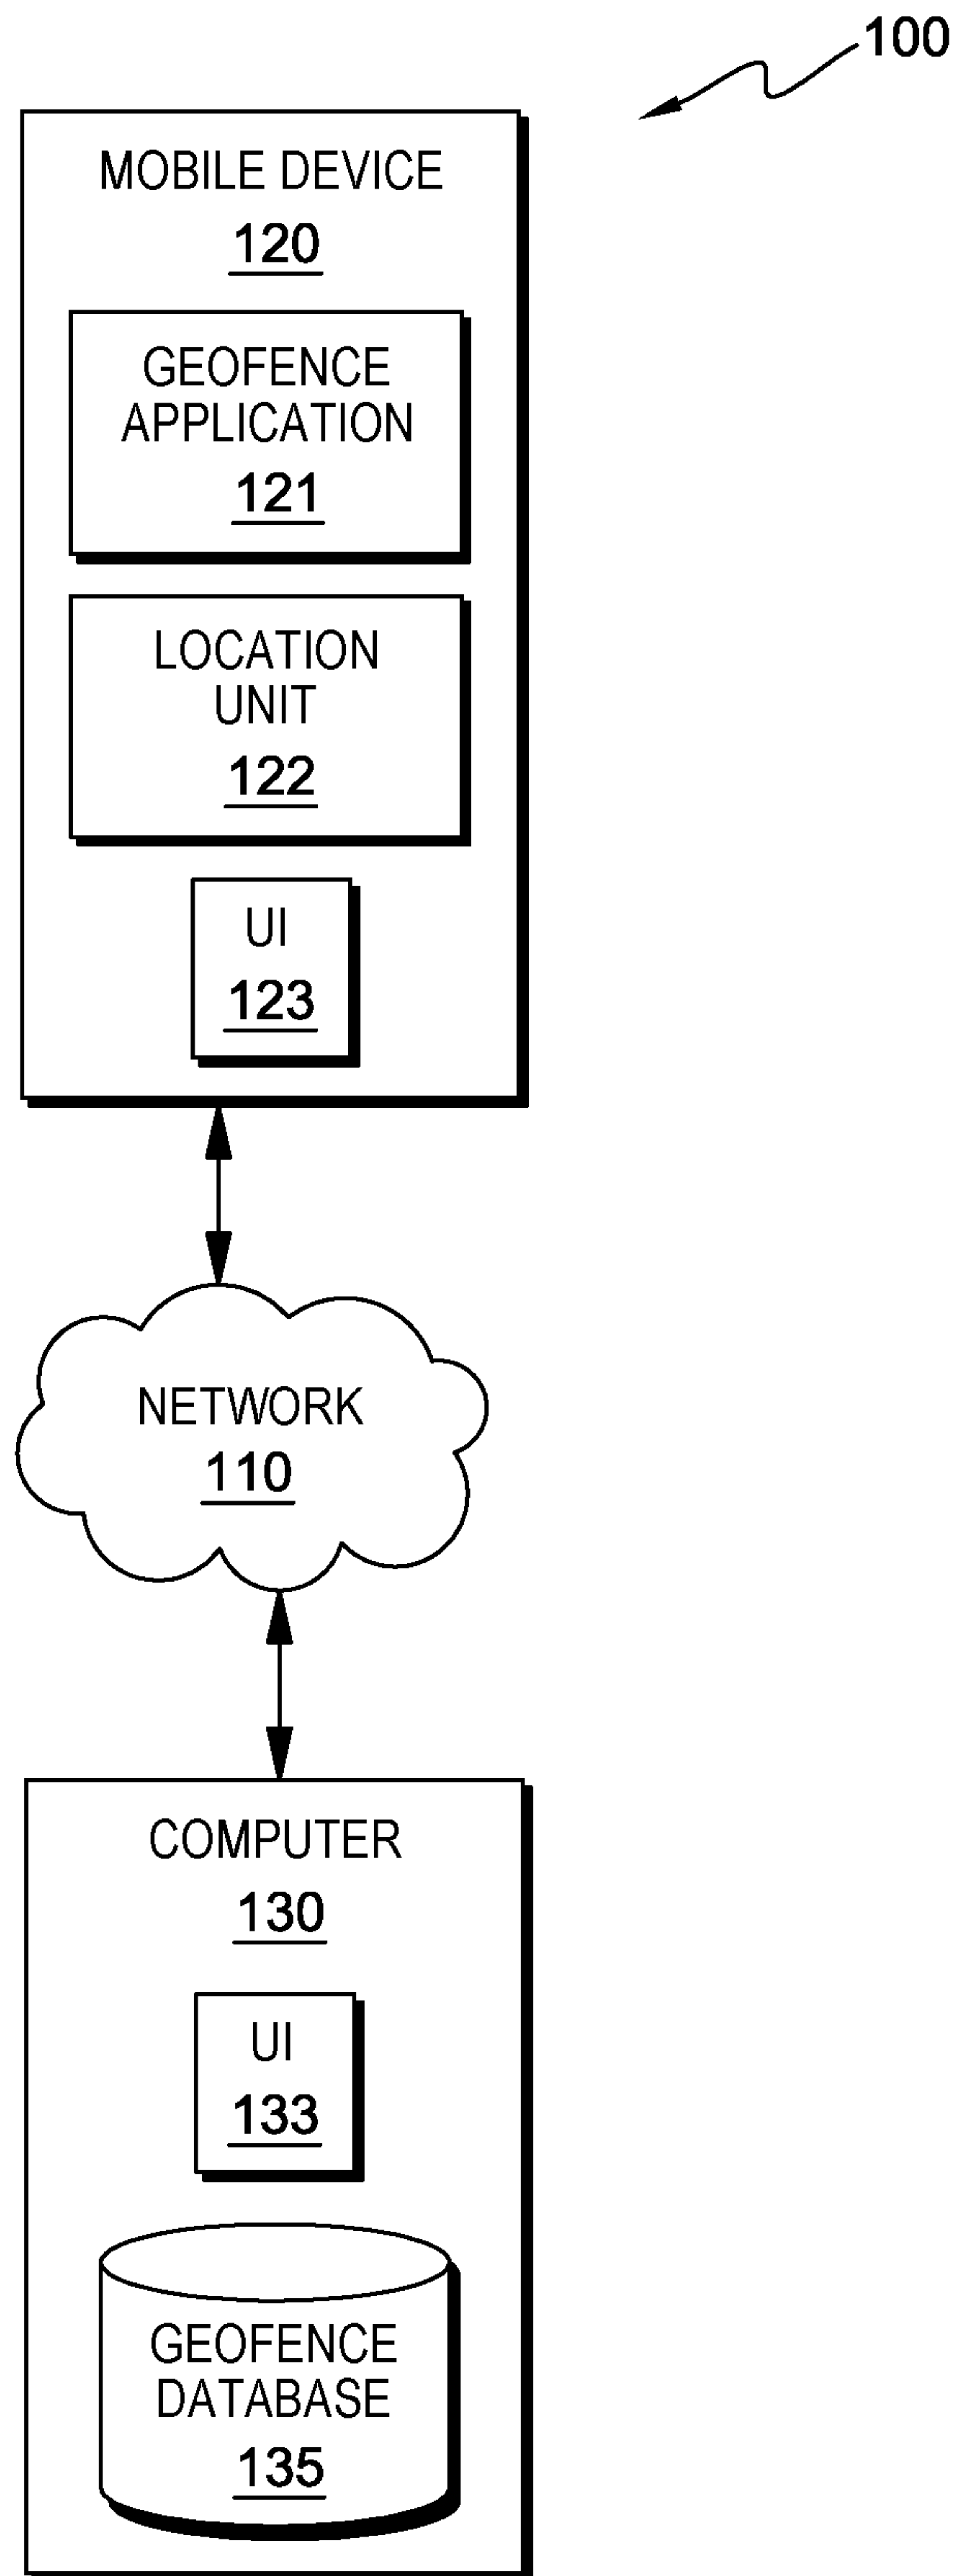 100
MOBILE DEVICE
120
GEOFENCE
APPLICATION
121
LOCATION
UNIT
122
UI
123
NETWORK
110
COMPUTER
130
UI
133
GEOFENCE
DATABASE
135